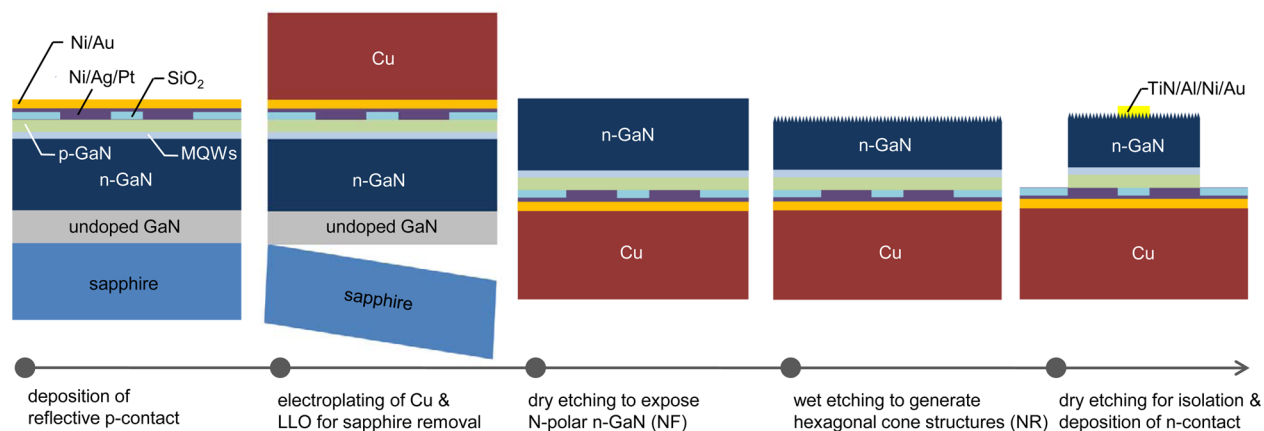 Ni/Au
Ni/Ag/Pt
SiO₂
p-GaN
MQWs
n-GaN
undoped GaN
sapphire
Cu
n-GaN
undoped GaN
sapphire
n-GaN
Cu
n-GaN
Cu
TiN/Al/Ni/Au
n-GaN
Cu
deposition of
reflective p-contact
electroplating of Cu &
LLO for sapphire removal
dry etching to expose
N-polar n-GaN (NF)
wet etching to generate
hexagonal cone structures (NR)
dry etching for isolation &
deposition of n-contact